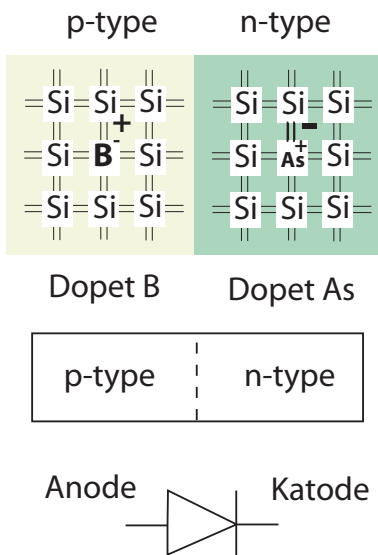 p-type n-type
Si Si Si Si Si Si
+ -
Si B - Si Si As + Si
Si Si Si Si Si Si
Dopet B Dopet As
p-type n-type
Anode Katode